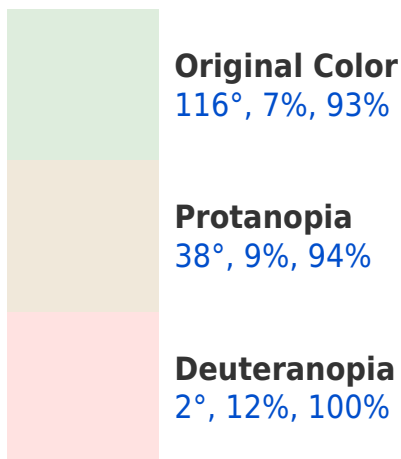 Original Color
116°, 7%, 93%
Protanopia
38°, 9%, 94%
Deuteranopia
2°, 12%, 100%